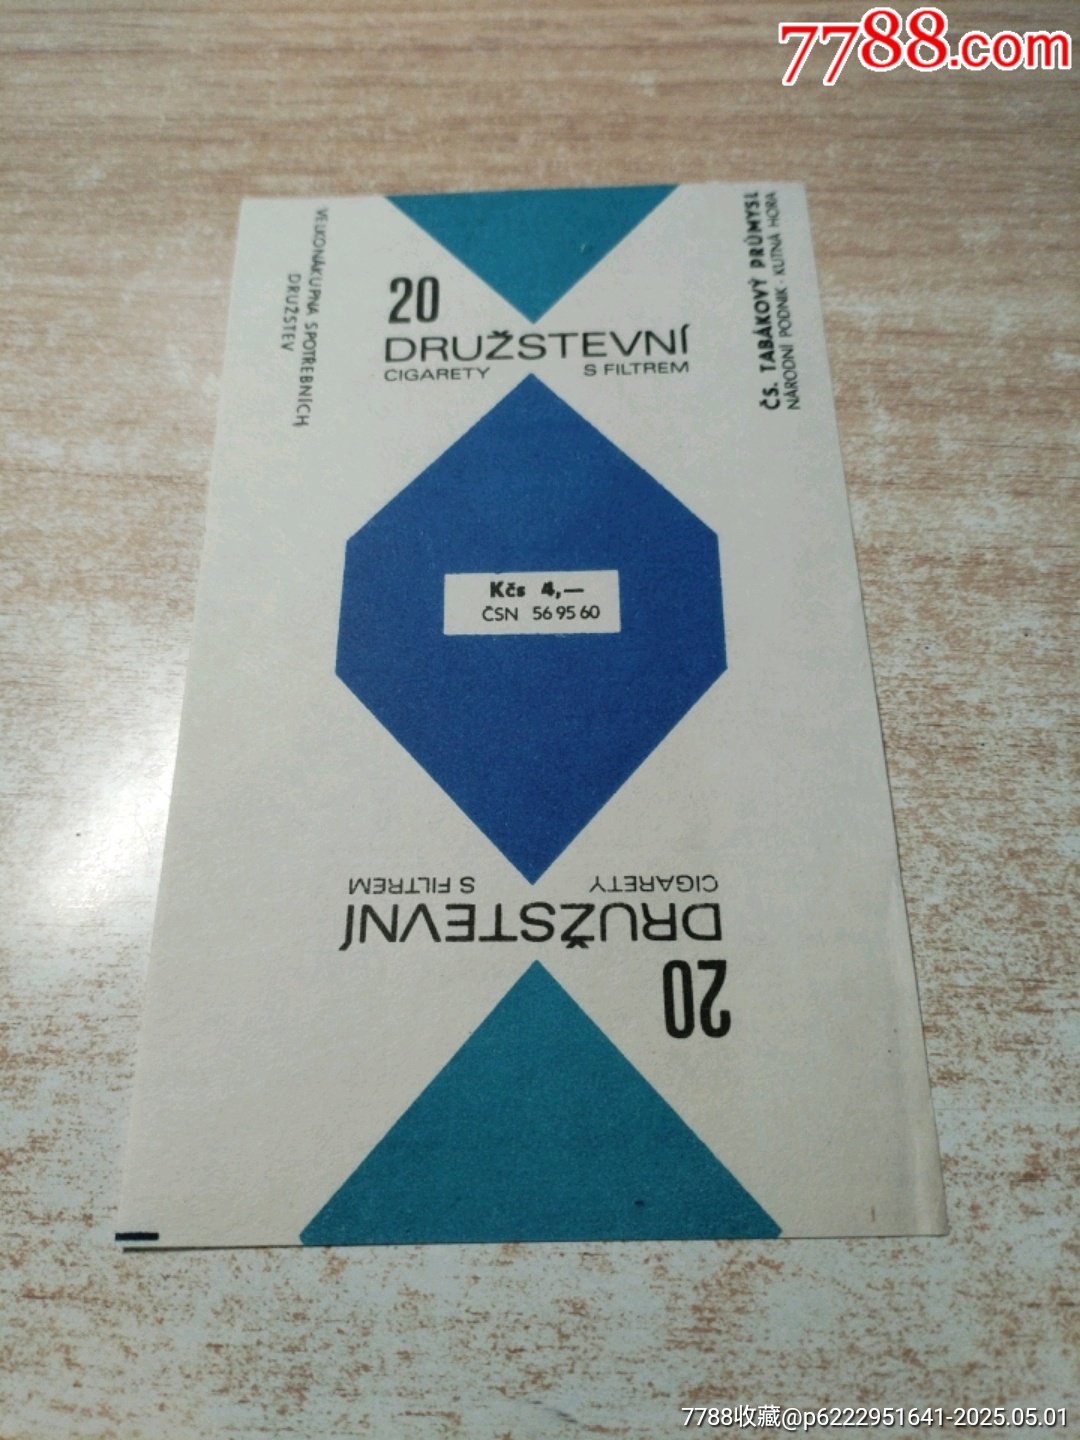 7788.com
VELKONÁKUPNA SPOTŘEBNÍCH
DRUŽSTEV
ČS. TABÁKOVÝ PRŮMYSL
NÁRODNÍ PODNIK · KUTNÁ HORA
20
DRUŽSTEVNÍ
CIGARETY S FILTREM
Kčs 4,—
ČSN 56 95 60
CIGARETY S FILTREM
DRUŽSTEVNÍ
20
7788收藏@p6222951641-2025.05.01